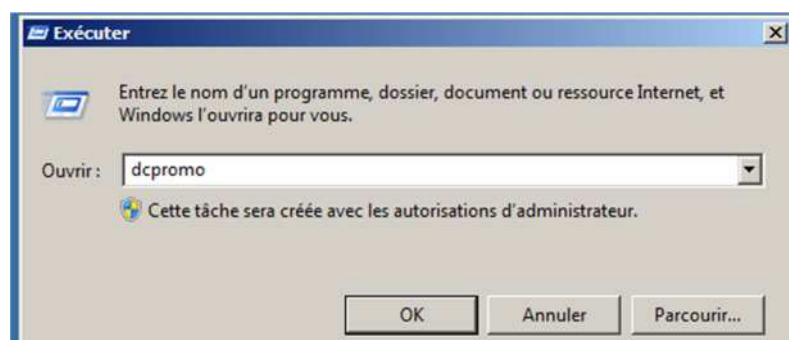 Exécuter
Entrez le nom d'un programme, dossier, document ou ressource Internet, et
Windows l'ouvrira pour vous.
Ouvrir : dcpromo
Cette tâche sera créée avec les autorisations d'administrateur.
OK Annuler Parcourir...